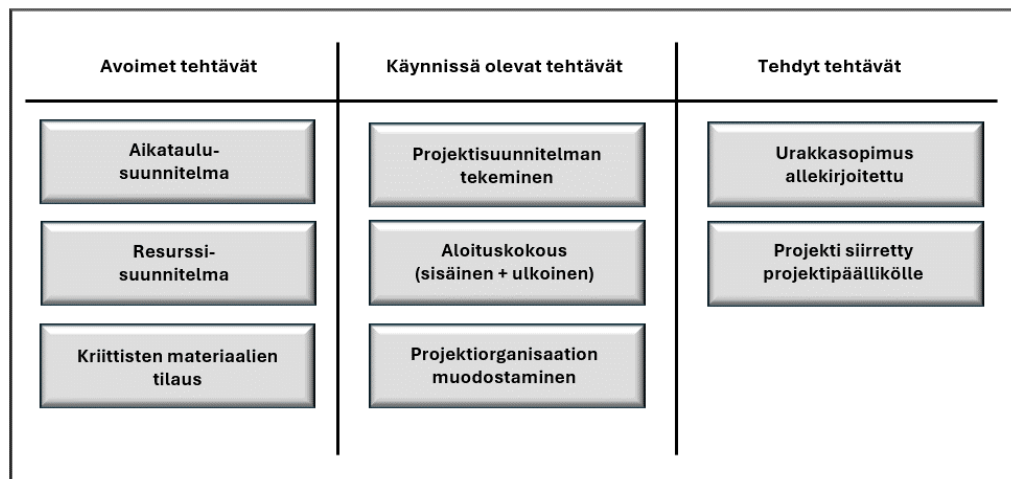 Avoimet tehtävät
Käynnissä olevat tehtävät
Tehdyt tehtävät
Aikataulu-
suunnitelma
Projektisuunnitelman
tekeminen
Urakkasopimus
allekirjoitettu
Resurssi-
suunnitelma
Aloituskokous
(sisäinen + ulkoinen)
Projekti siirretty
projektipäällikölle
Kriittisten materiaalien
tilaus
Projektiorganisaation
muodostaminen